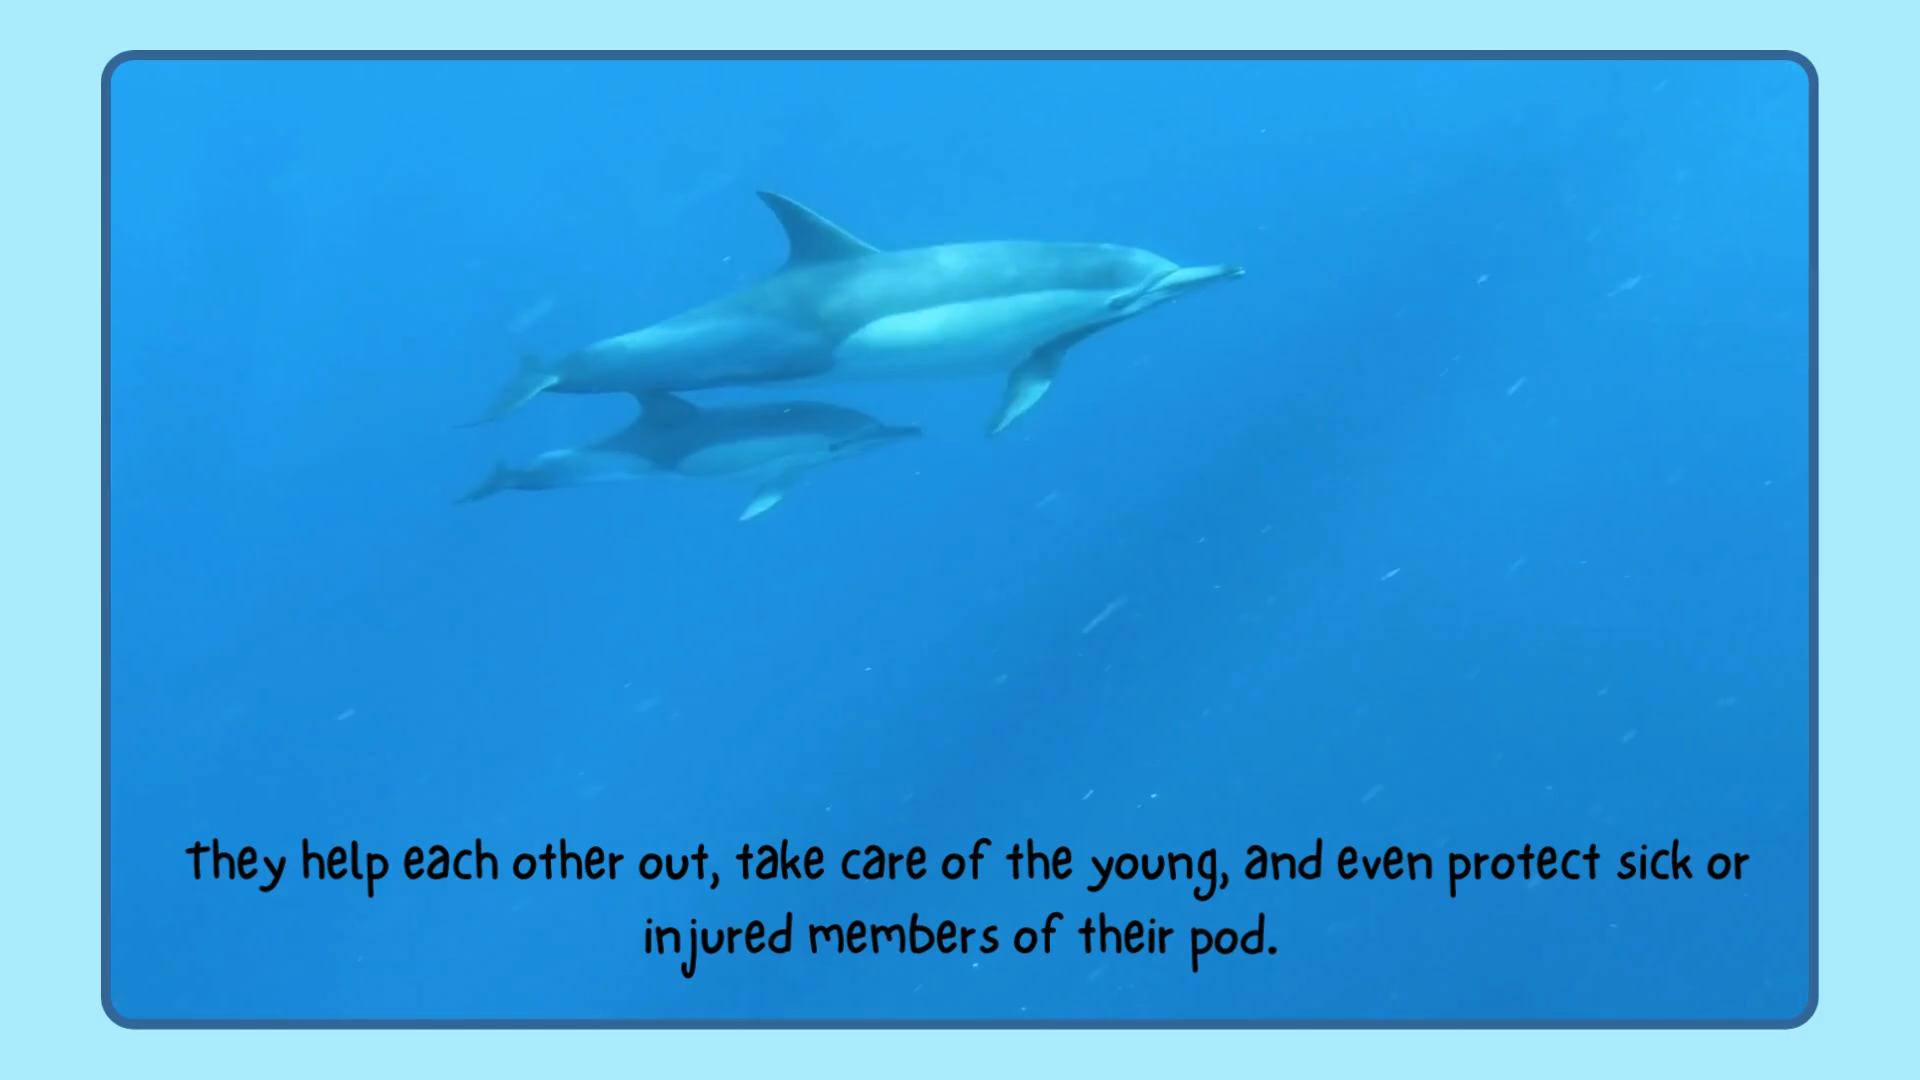 They help each other out, take care of the young, and even protect sick or
injured members of their pod.